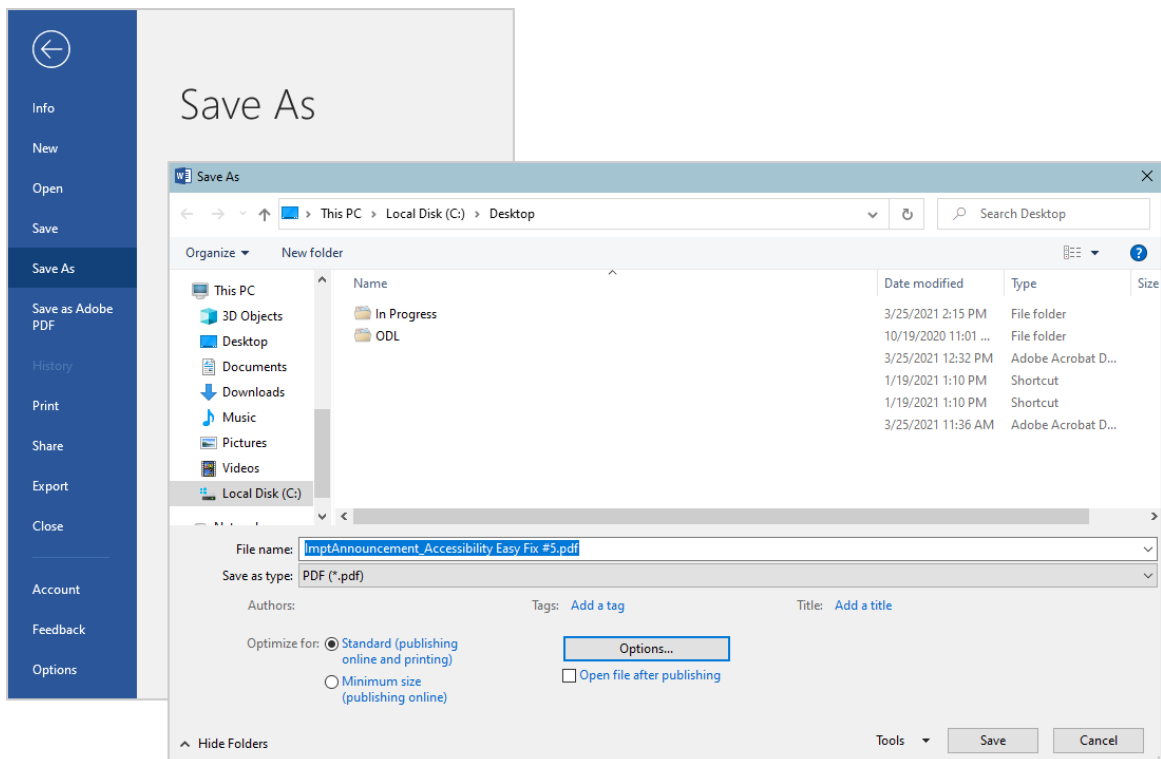 Save As
Info
New
Open
Save
Save As
Save as Adobe
PDF
History
Print
Share
Export
Close
Account
Feedback
Options
Save As
This PC > Local Disk (C:) > Desktop
Search Desktop
Organize
New folder
This PC
3D Objects
Desktop
Documents
Downloads
Music
Pictures
Videos
Local Disk (C:)
Name Date modified Type Size
In Progress 3/25/2021 2:15 PM File folder
ODL 10/19/2020 11:01 ... File folder
3/25/2021 12:32 PM Adobe Acrobat D...
1/19/2021 1:10 PM Shortcut
1/19/2021 1:10 PM Shortcut
3/25/2021 11:36 AM Adobe Acrobat D...
File name: ImptAnnouncement_Accessibility Easy Fix #5.pdf
Save as type: PDF (*.pdf)
Authors: Tags: Add a tag Title: Add a title
Optimize for: Standard (publishing
online and printing)
Minimum size
(publishing online)
Options...
Open file after publishing
Hide Folders
Tools Save Cancel